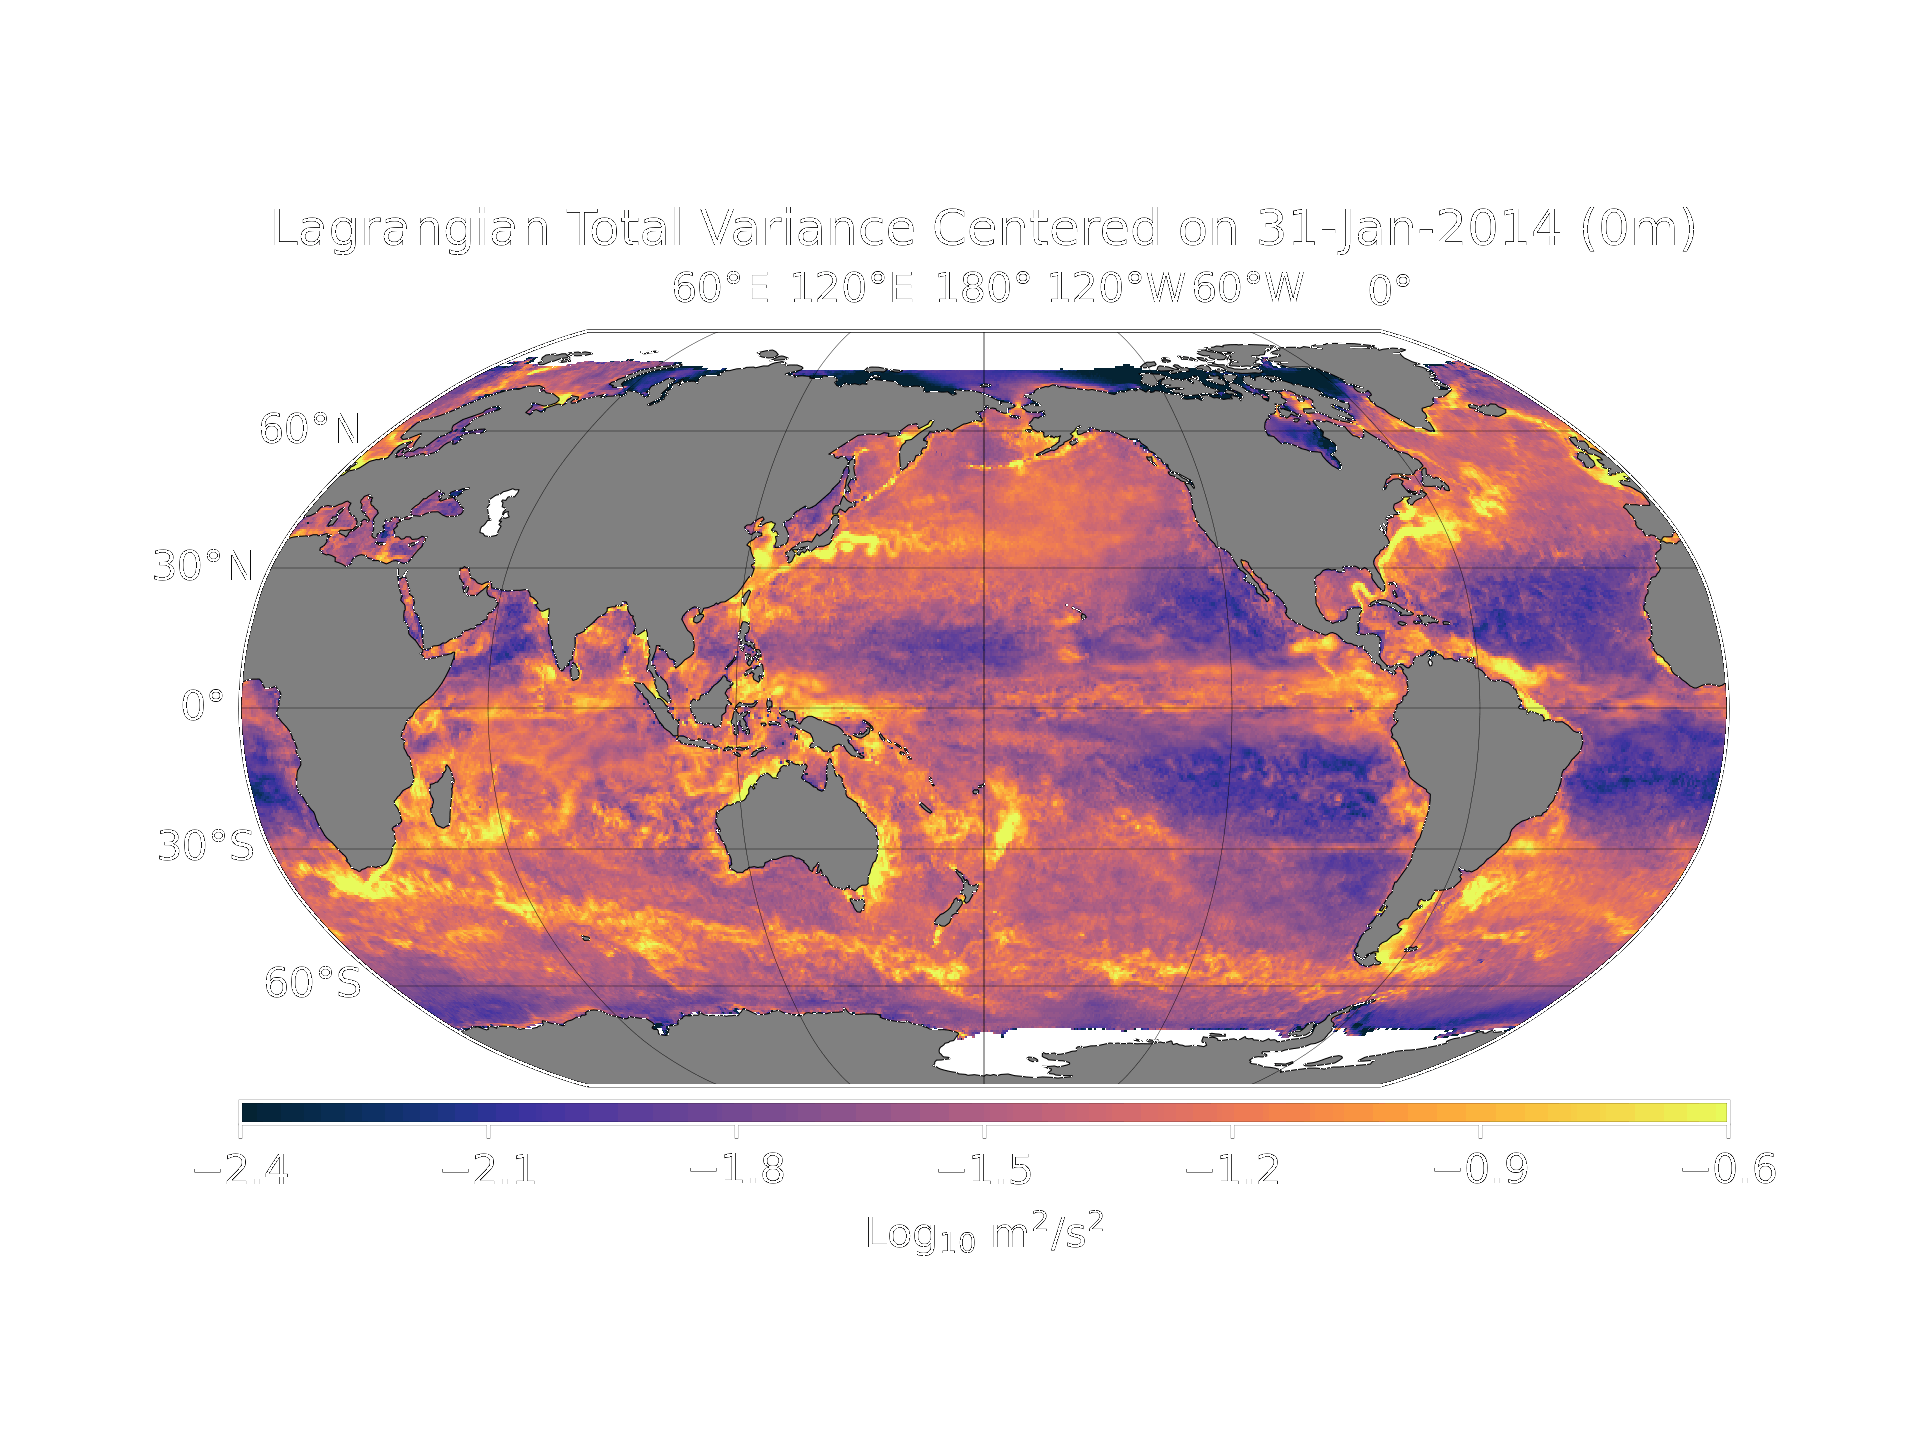 Lagrangian Total Variance Centered on 31-Jan-2014 (0m)
60°E 120°E 180° 120°W 60°W 0°
60°N
30°N
0°
30°S
60°S
−2.4 −2.1 −1.8 −1.5 −1.2 −0.9 −0.6
Log₁₀ m²/s²